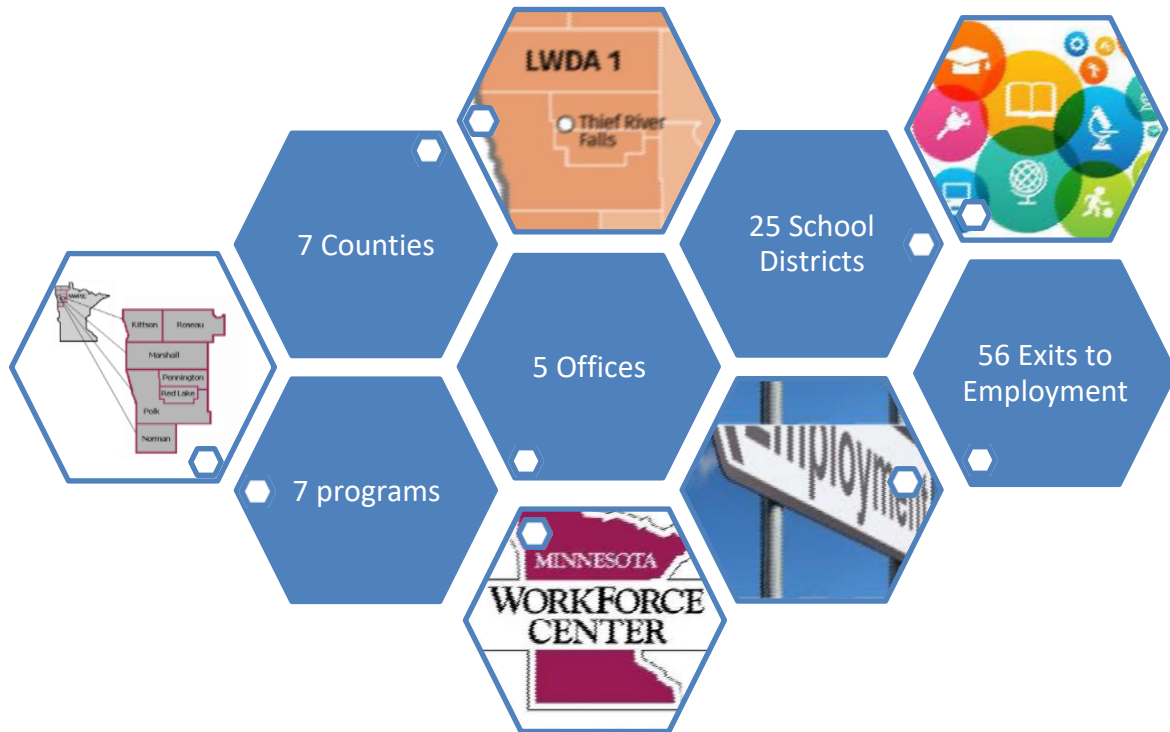 LWDA 1
Thief River
Falls
7 Counties
25 School
Districts
Kittson
Roseau
Marshall
Pennington
Red Lake
Polk
Norman
5 Offices
56 Exits to
Employment
7 programs
MINNESOTA
WORKFORCE
CENTER